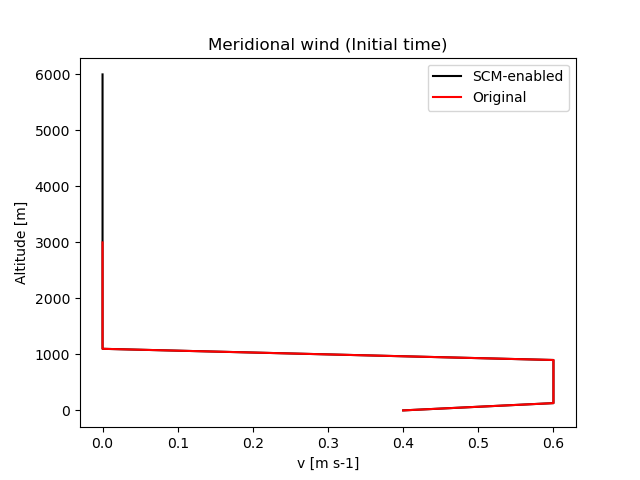 Meridional wind (Initial time)
SCM-enabled
Original
Altitude [m]
6000
5000
4000
3000
2000
1000
0
0.0 0.1 0.2 0.3 0.4 0.5 0.6
v [m s-1]